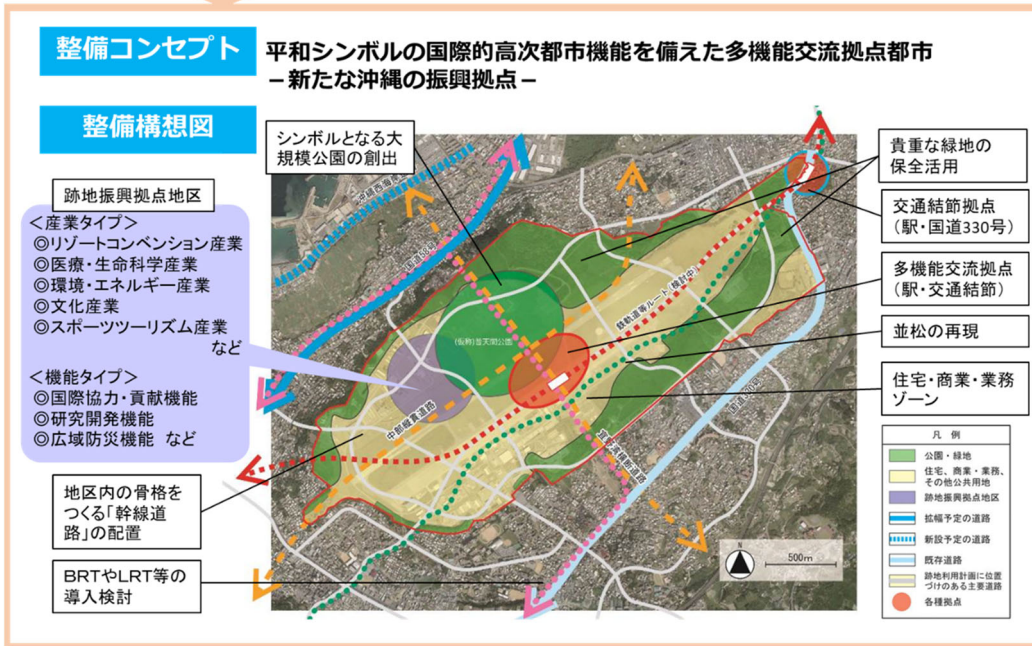 整備コンセプト
平和シンボルの国際的高次都市機能を備えた多機能交流拠点都市
－新たな沖縄の振興拠点－
整備構想図
跡地振興拠点地区
＜産業タイプ＞
◎リゾートコンベンション産業
◎医療・生命科学産業
◎環境・エネルギー産業
◎文化産業
◎スポーツツーリズム産業
など
＜機能タイプ＞
◎国際協力・貢献機能
◎研究開発機能
◎広域防災機能 など
地区内の骨格を
つくる「幹線道
路」の配置
BRTやLRT等の
導入検討
シンボルとなる大
規模公園の創出
国道58号
(仮称)普天間公園
鉄軌道等ルート(検討中)
中部縦貫道路
宜野湾横断道路
N
500m
貴重な緑地の
保全活用
交通結節拠点
（駅・国道330号）
多機能交流拠点
（駅・交通結節）
並松の再現
住宅・商業・業務
ゾーン
凡 例
公園・緑地
住宅、商業・業務、
その他公共用地
跡地振興拠点地区
拡幅予定の道路
新設予定の道路
既存道路
跡地利用計画に位置
づけのある主要道路
各種拠点